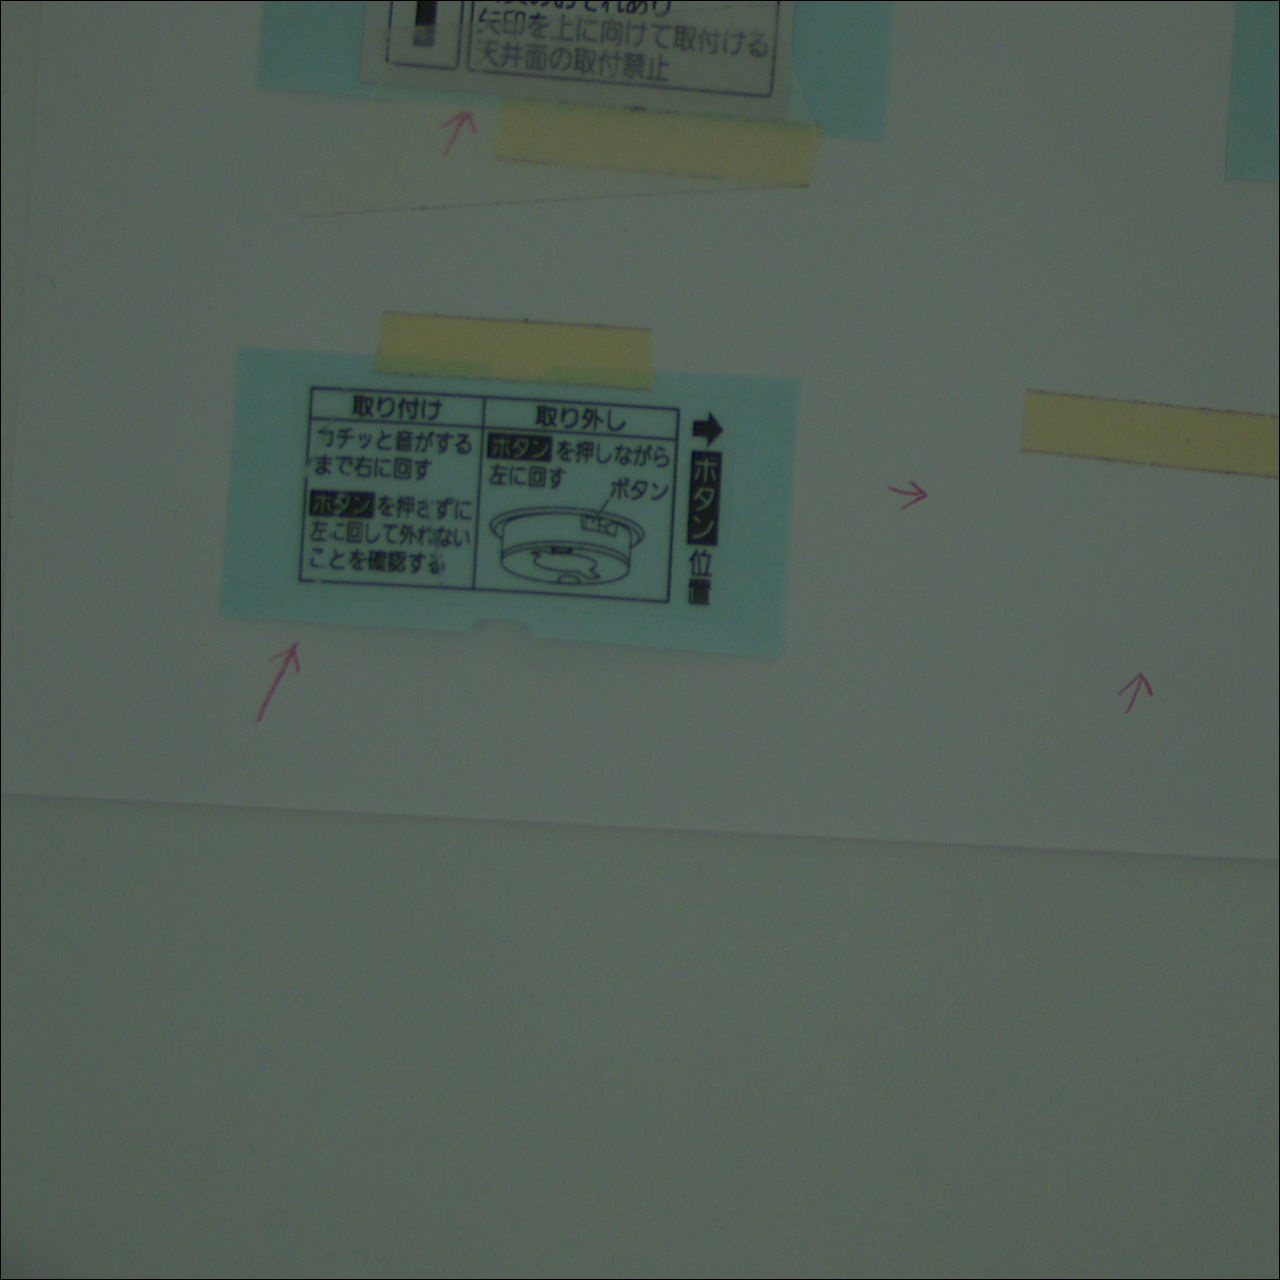 矢印を上に向けて取付ける
天井面の取付禁止
取り付け
カチッと音がする
まで右に回す
ボタンを押さずに
左に回して外れない
ことを確認する
取り外し
ボタンを押しながら
左に回す
ボタン
➡ボタン位置